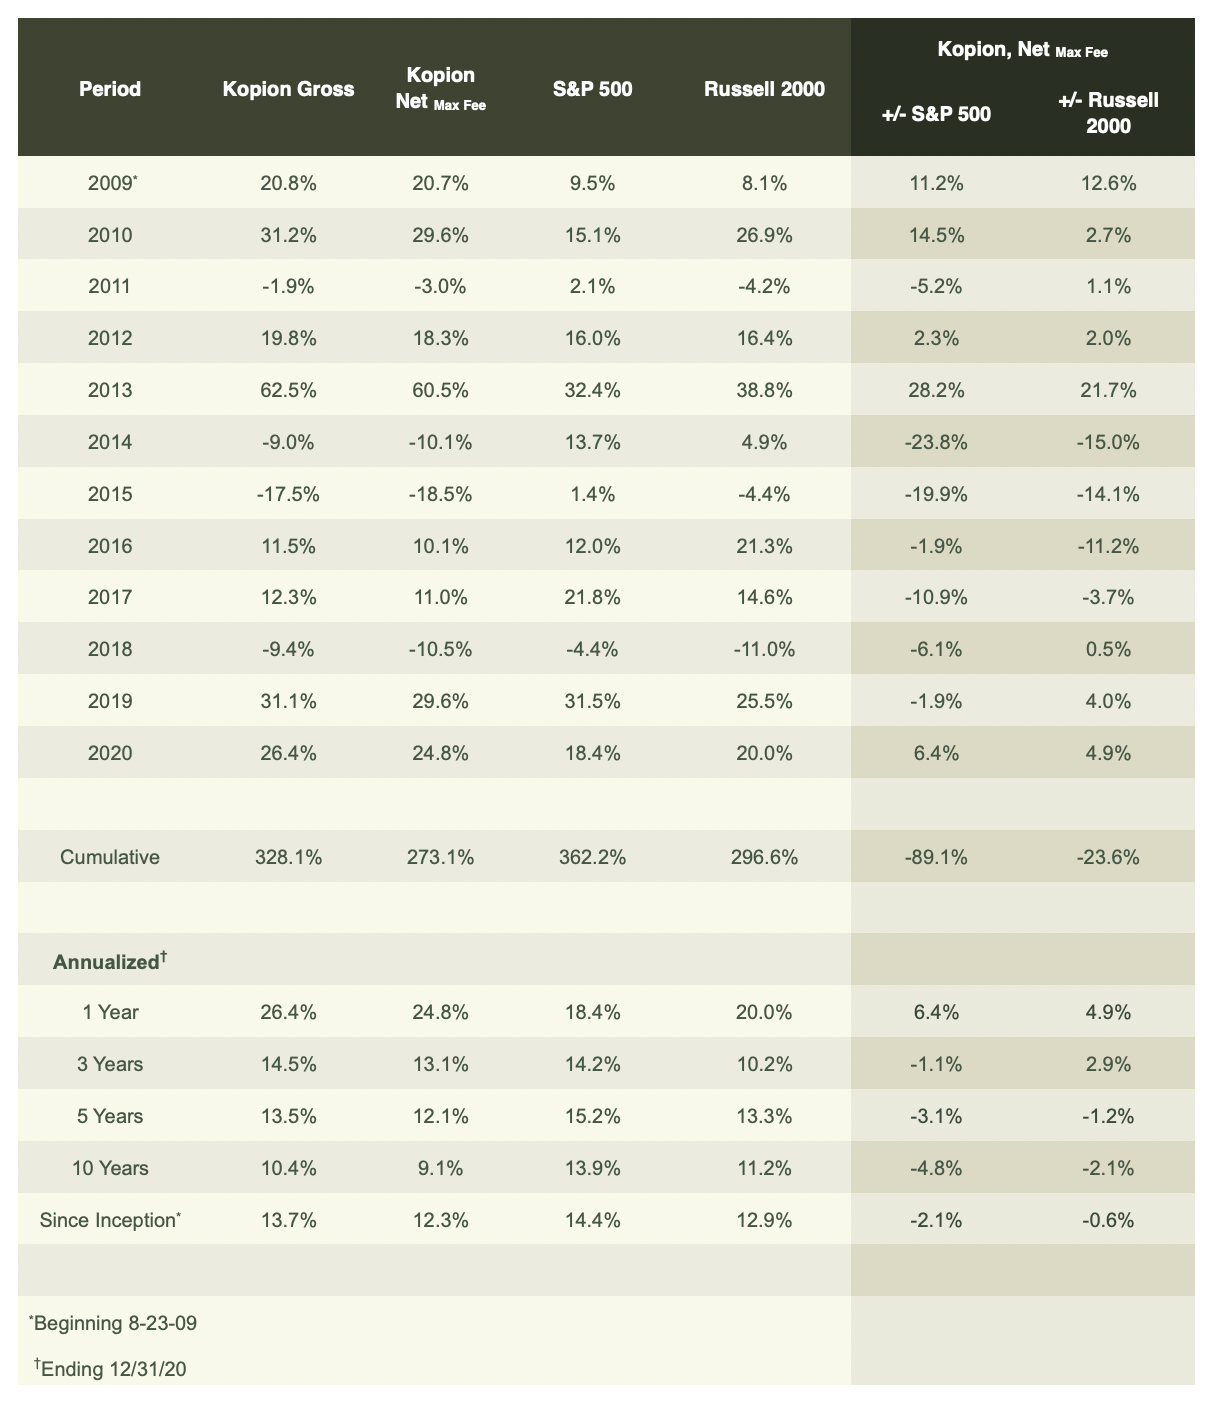 Period Kopion Gross Kopion Net Max Fee S&P 500 Russell 2000 Kopion, Net Max Fee
+/- S&P 500 +/- Russell 2000
2009* 20.8% 20.7% 9.5% 8.1% 11.2% 12.6%
2010 31.2% 29.6% 15.1% 26.9% 14.5% 2.7%
2011 -1.9% -3.0% 2.1% -4.2% -5.2% 1.1%
2012 19.8% 18.3% 16.0% 16.4% 2.3% 2.0%
2013 62.5% 60.5% 32.4% 38.8% 28.2% 21.7%
2014 -9.0% -10.1% 13.7% 4.9% -23.8% -15.0%
2015 -17.5% -18.5% 1.4% -4.4% -19.9% -14.1%
2016 11.5% 10.1% 12.0% 21.3% -1.9% -11.2%
2017 12.3% 11.0% 21.8% 14.6% -10.9% -3.7%
2018 -9.4% -10.5% -4.4% -11.0% -6.1% 0.5%
2019 31.1% 29.6% 31.5% 25.5% -1.9% 4.0%
2020 26.4% 24.8% 18.4% 20.0% 6.4% 4.9%
Cumulative 328.1% 273.1% 362.2% 296.6% -89.1% -23.6%
Annualized†
1 Year 26.4% 24.8% 18.4% 20.0% 6.4% 4.9%
3 Years 14.5% 13.1% 14.2% 10.2% -1.1% 2.9%
5 Years 13.5% 12.1% 15.2% 13.3% -3.1% -1.2%
10 Years 10.4% 9.1% 13.9% 11.2% -4.8% -2.1%
Since Inception* 13.7% 12.3% 14.4% 12.9% -2.1% -0.6%
*Beginning 8-23-09
†Ending 12/31/20